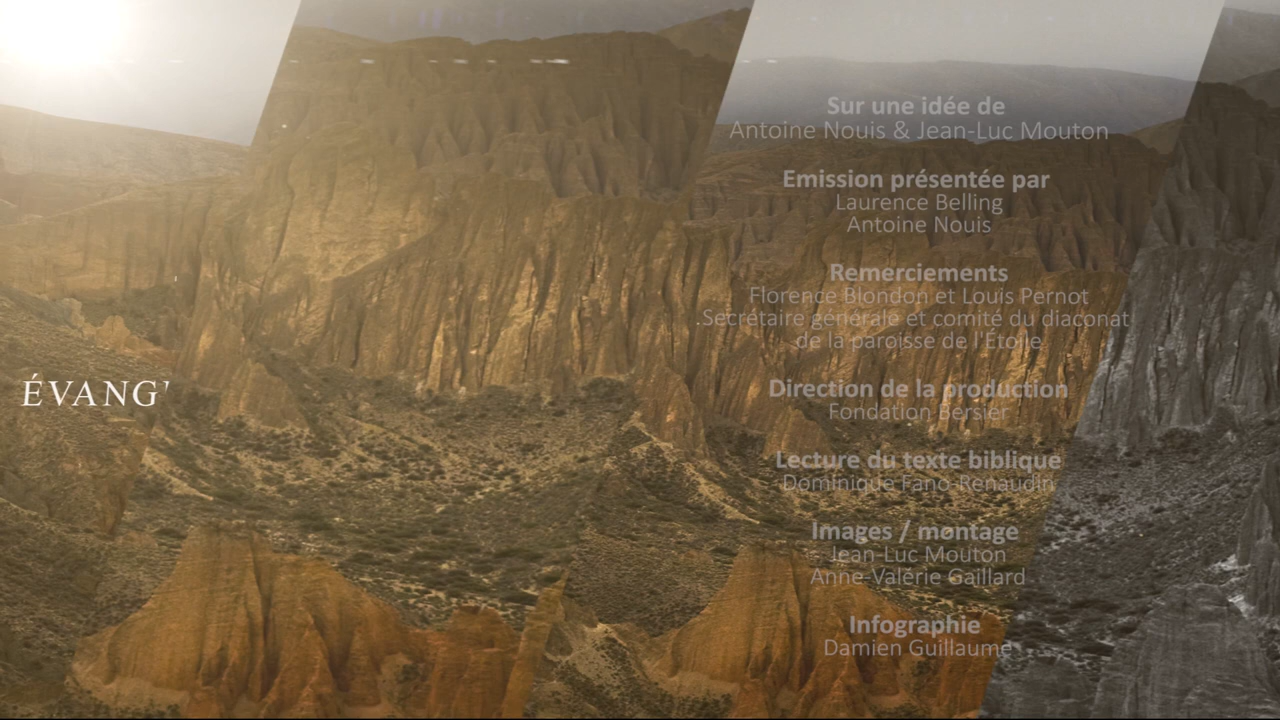 Sur une idée de
Antoine Nouis & Jean-Luc Mouton
Emission présentée par
Laurence Belling
Antoine Nouis
Remerciements
Florence Blondon et Louis Pernot
Secrétaire générale et comité du diaconat
de la paroisse de l'Étoile
Direction de la production
Fondation Bersier
Lecture du texte biblique
Dominique Fano-Renaudin
Images / montage
Jean-Luc Mouton
Anne-Valérie Gaillard
Infographie
Damien Guillaume
ÉVANG